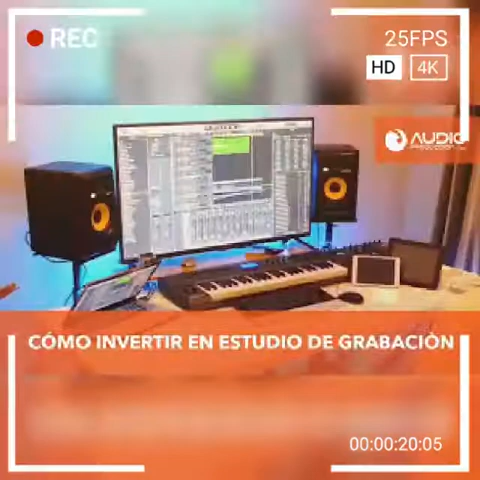 REC
25FPS
HD 4K
AUDIO
CÓMO INVERTIR EN ESTUDIO DE GRABACIÓN
00:00:20:05